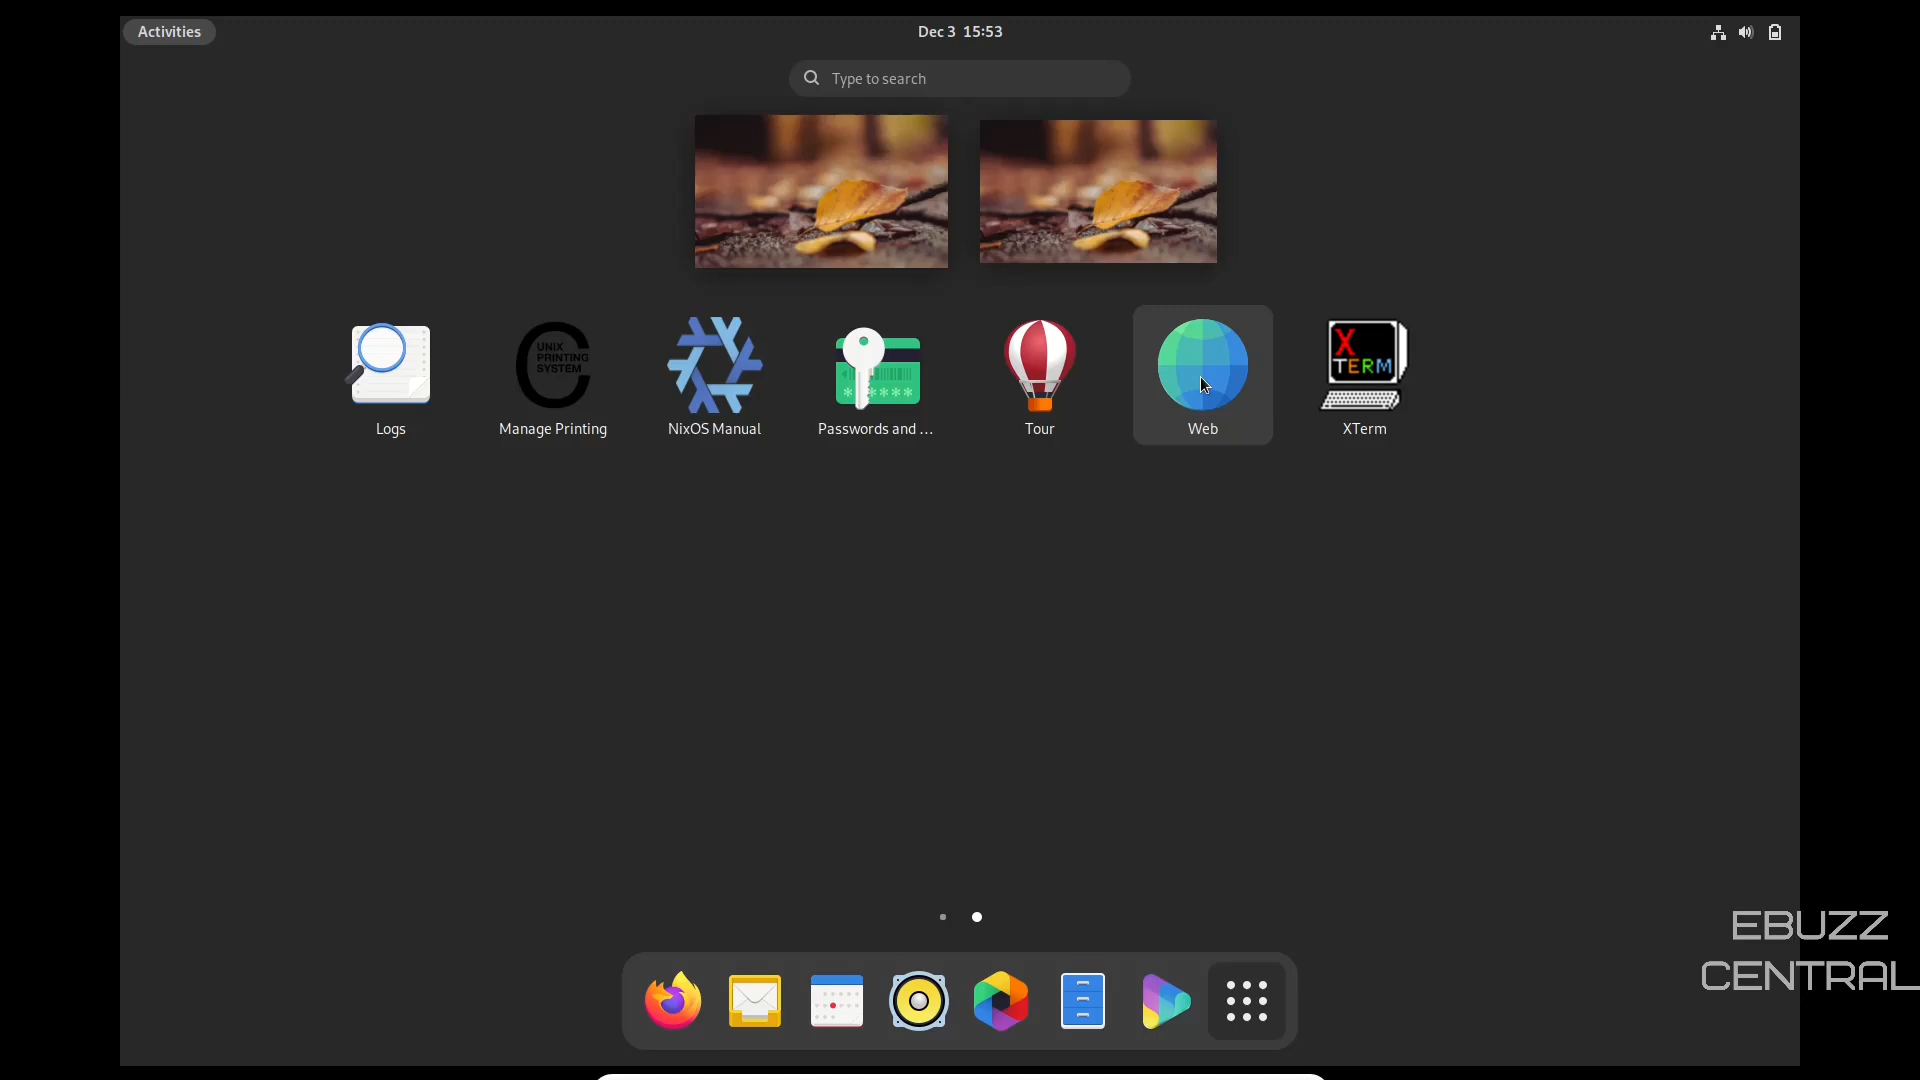 Activities
Dec 3 15:53
Type to search
UNIX
PRINTING
SYSTEM
X
TERM
Logs
Manage Printing
NixOS Manual
Passwords and ...
Tour
Web
XTerm
EBUZZ
CENTRAL